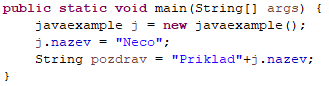 public static void main(String[] args) {
    javaexample j = new javaexample();
    j.nazev = "Neco";
    String pozdrav = "Priklad"+j.nazev;
}